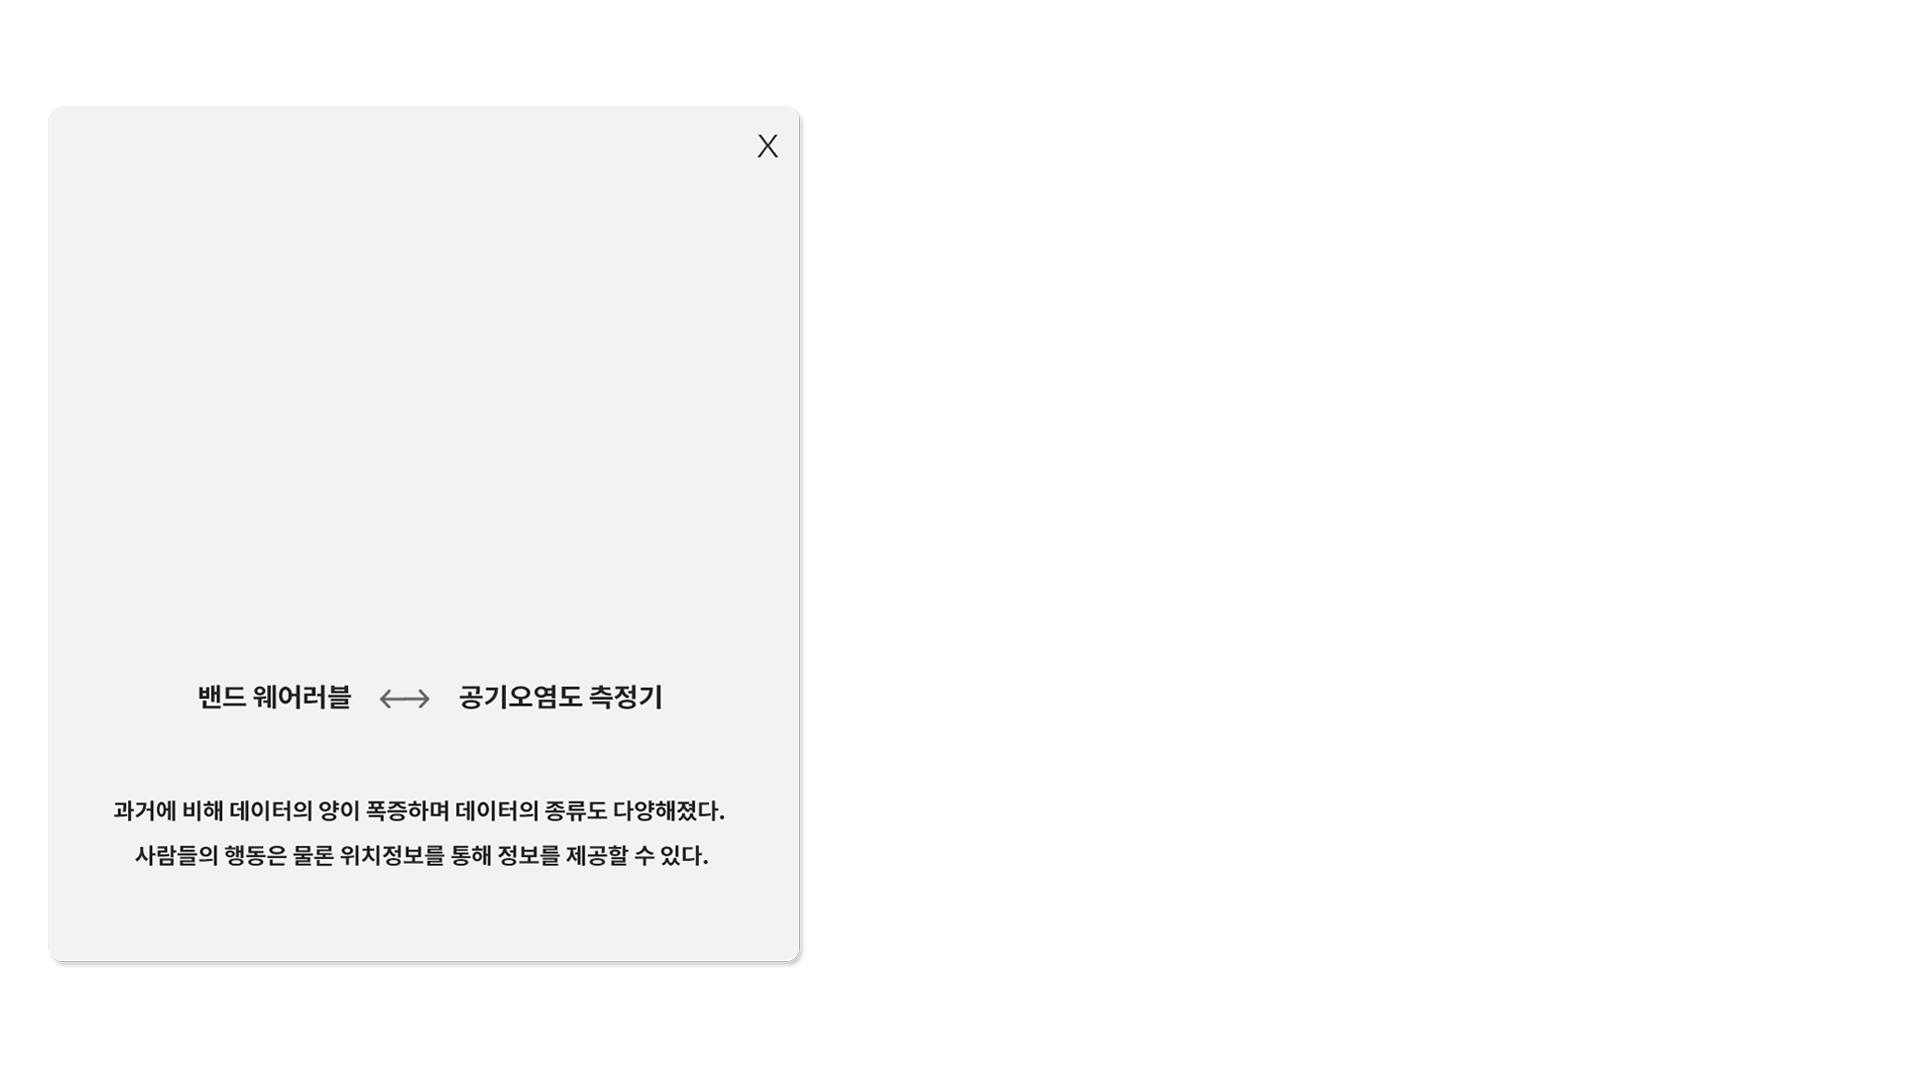 X
밴드 웨어러블 ⟷ 공기오염도 측정기
과거에 비해 데이터의 양이 폭증하며 데이터의 종류도 다양해졌다.
사람들의 행동은 물론 위치정보를 통해 정보를 제공할 수 있다.